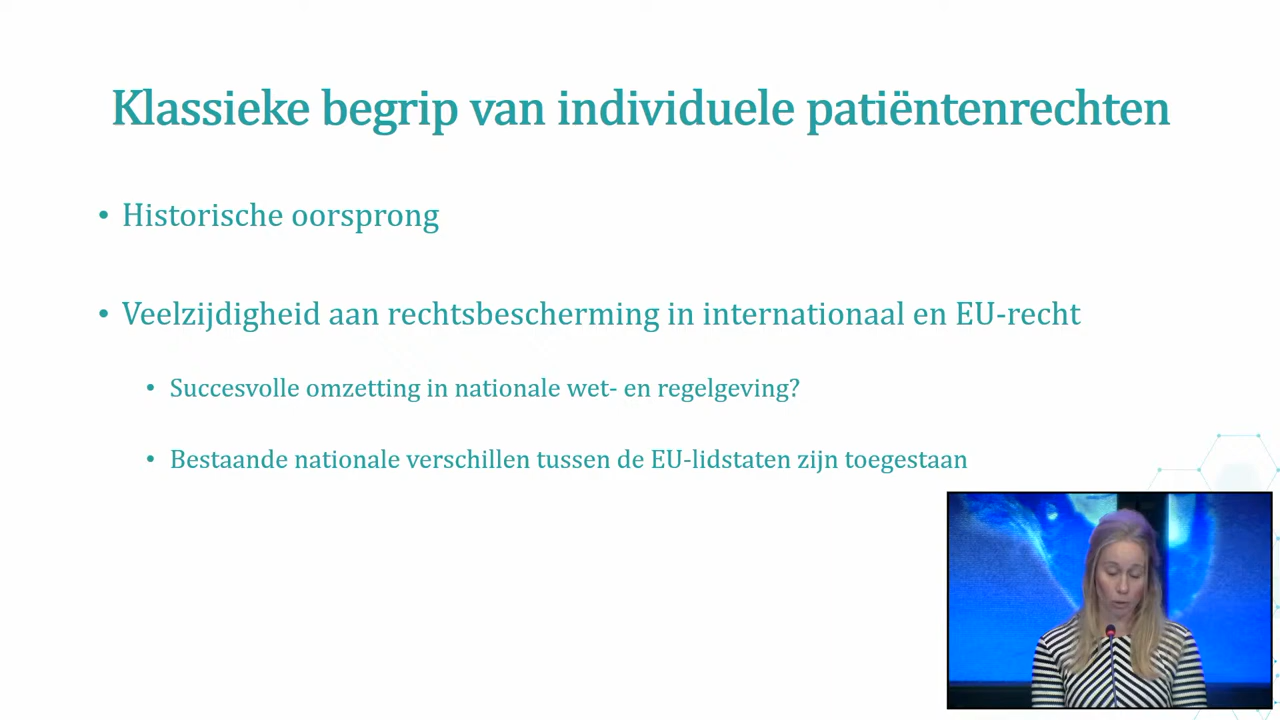 Klassieke begrip van individuele patiëntenrechten
• Historische oorsprong
• Veelzijdigheid aan rechtsbescherming in internationaal en EU-recht
• Succesvolle omzetting in nationale wet- en regelgeving?
• Bestaande nationale verschillen tussen de EU-lidstaten zijn toegestaan